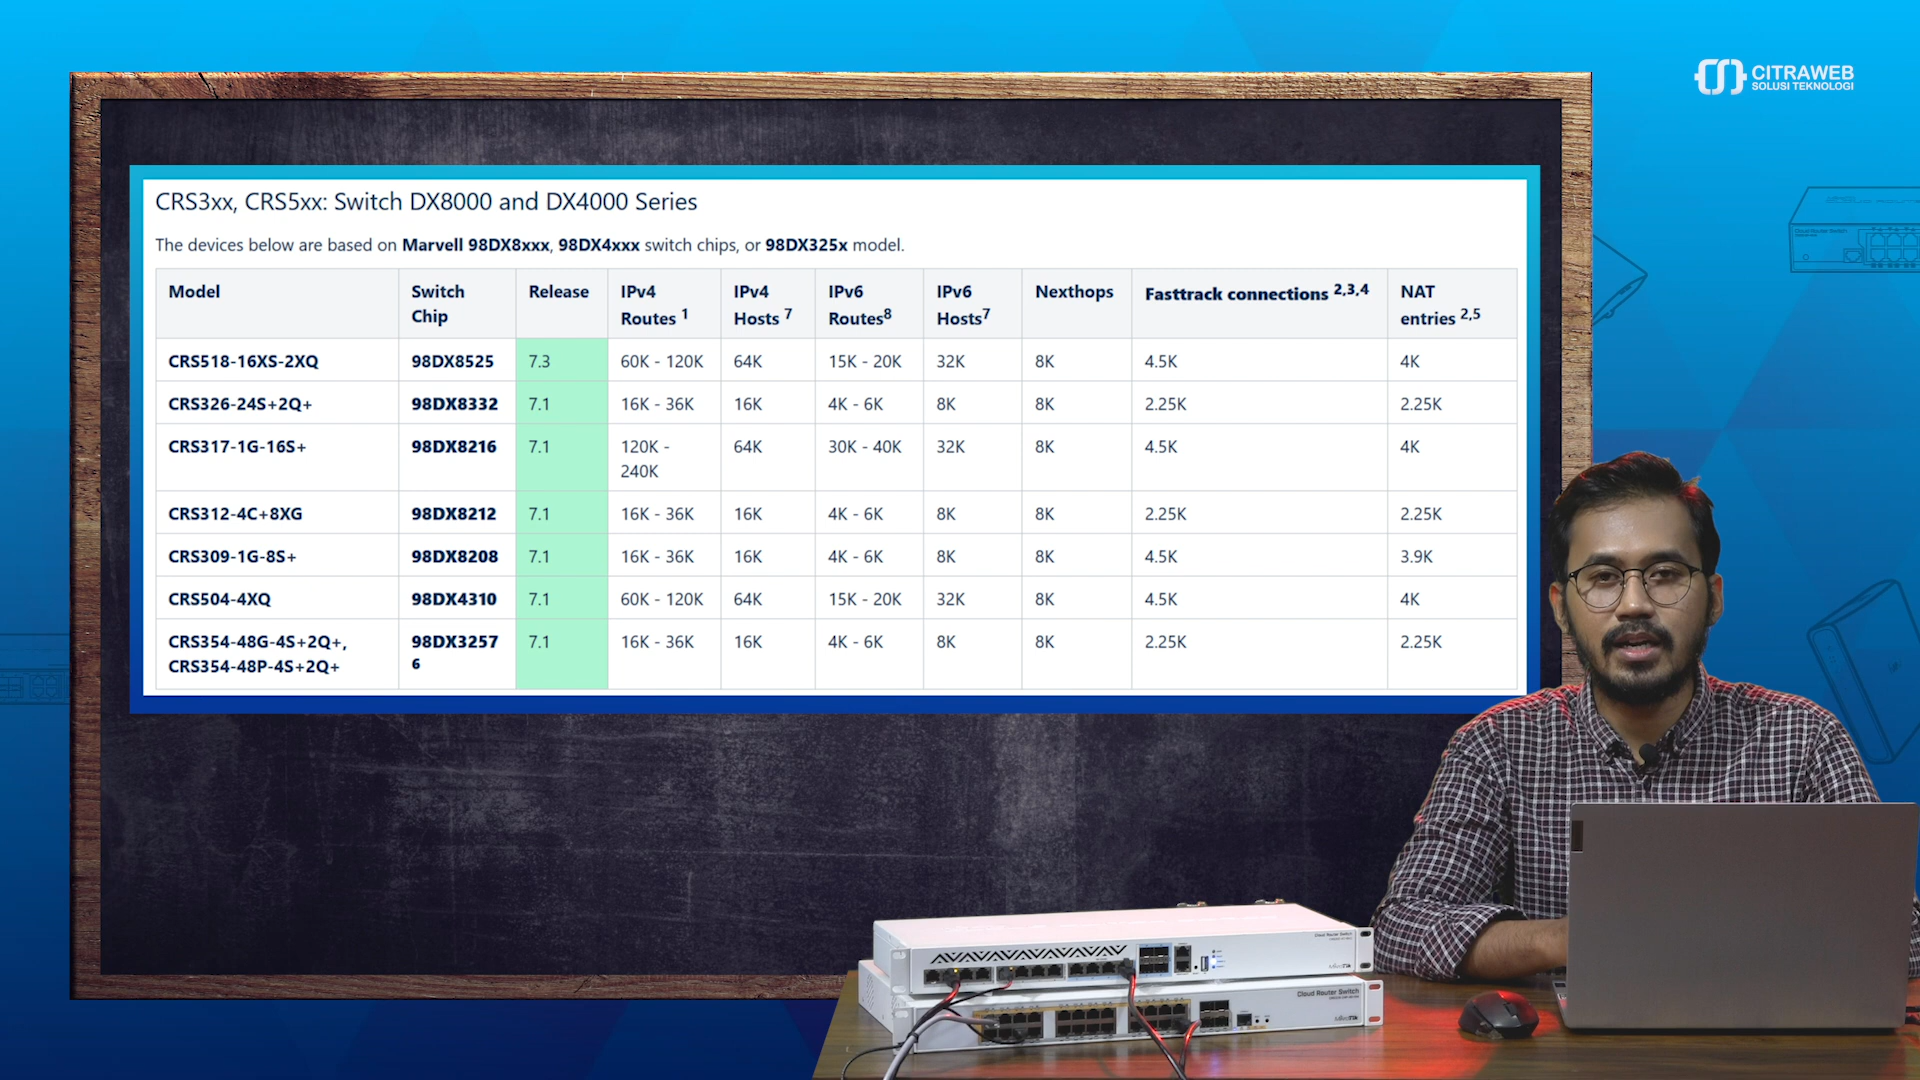 CITRAWEB
SOLUSI TEKNOLOGI
CRS3xx, CRS5xx: Switch DX8000 and DX4000 Series
The devices below are based on Marvell 98DX8xxx, 98DX4xxx switch chips, or 98DX325x model.
Model Switch Chip Release IPv4 Routes 1 IPv4 Hosts 7 IPv6 Routes8 IPv6 Hosts7 Nexthops Fasttrack connections 2,3,4 NAT entries 2,5
CRS518-16XS-2XQ 98DX8525 7.3 60K - 120K 64K 15K - 20K 32K 8K 4.5K 4K
CRS326-24S+2Q+ 98DX8332 7.1 16K - 36K 16K 4K - 6K 8K 8K 2.25K 2.25K
CRS317-1G-16S+ 98DX8216 7.1 120K - 240K 64K 30K - 40K 32K 8K 4.5K 4K
CRS312-4C+8XG 98DX8212 7.1 16K - 36K 16K 4K - 6K 8K 8K 2.25K 2.25K
CRS309-1G-8S+ 98DX8208 7.1 16K - 36K 16K 4K - 6K 8K 8K 4.5K 3.9K
CRS504-4XQ 98DX4310 7.1 60K - 120K 64K 15K - 20K 32K 8K 4.5K 4K
CRS354-48G-4S+2Q+, CRS354-48P-4S+2Q+ 98DX3257 6 7.1 16K - 36K 16K 4K - 6K 8K 8K 2.25K 2.25K
Cloud Router Switch
MikroTik
Cloud Router Switch
MikroTik